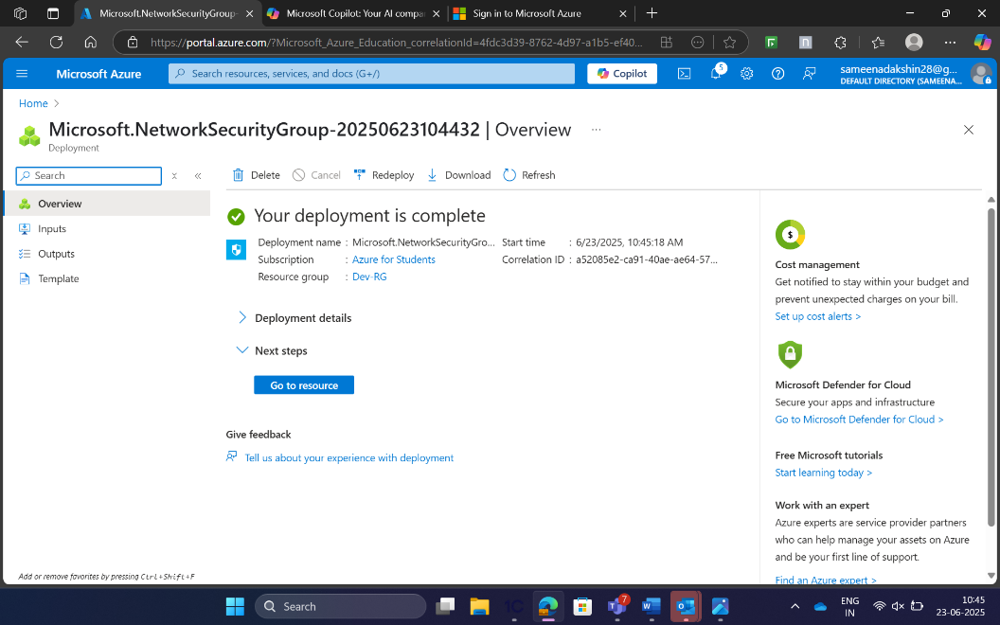 Microsoft.NetworkSecurityGroup-
Microsoft Copilot: Your AI compa
Sign in to Microsoft Azure
https://portal.azure.com/?Microsoft_Azure_Education_correlationId=4fdc3d39-8762-4d97-a1b5-ef40...
Microsoft Azure
Search resources, services, and docs (G+/)
Copilot
5
sameenadakshin28@g...
DEFAULT DIRECTORY (SAMEENA...
Home
Microsoft.NetworkSecurityGroup-20250623104432 | Overview ...
Deployment
Search
Delete Cancel Redeploy Download Refresh
Overview
Inputs
Outputs
Template
Your deployment is complete
Deployment name : Microsoft.NetworkSecurityGro... Start time : 6/23/2025, 10:45:18 AM
Subscription : Azure for Students Correlation ID : a52085e2-ca91-40ae-ae64-57...
Resource group : Dev-RG
Deployment details
Next steps
Go to resource
Give feedback
Tell us about your experience with deployment
$
Cost management
Get notified to stay within your budget and
prevent unexpected charges on your bill.
Set up cost alerts >
Microsoft Defender for Cloud
Secure your apps and infrastructure
Go to Microsoft Defender for Cloud >
Free Microsoft tutorials
Start learning today >
Work with an expert
Azure experts are service provider partners
who can help manage your assets on Azure
and be your first line of support.
Find an Azure expert >
Add or remove favorites by pressing Ctrl+Shift+F
Search
7
ENG
IN
10:45
23-06-2025